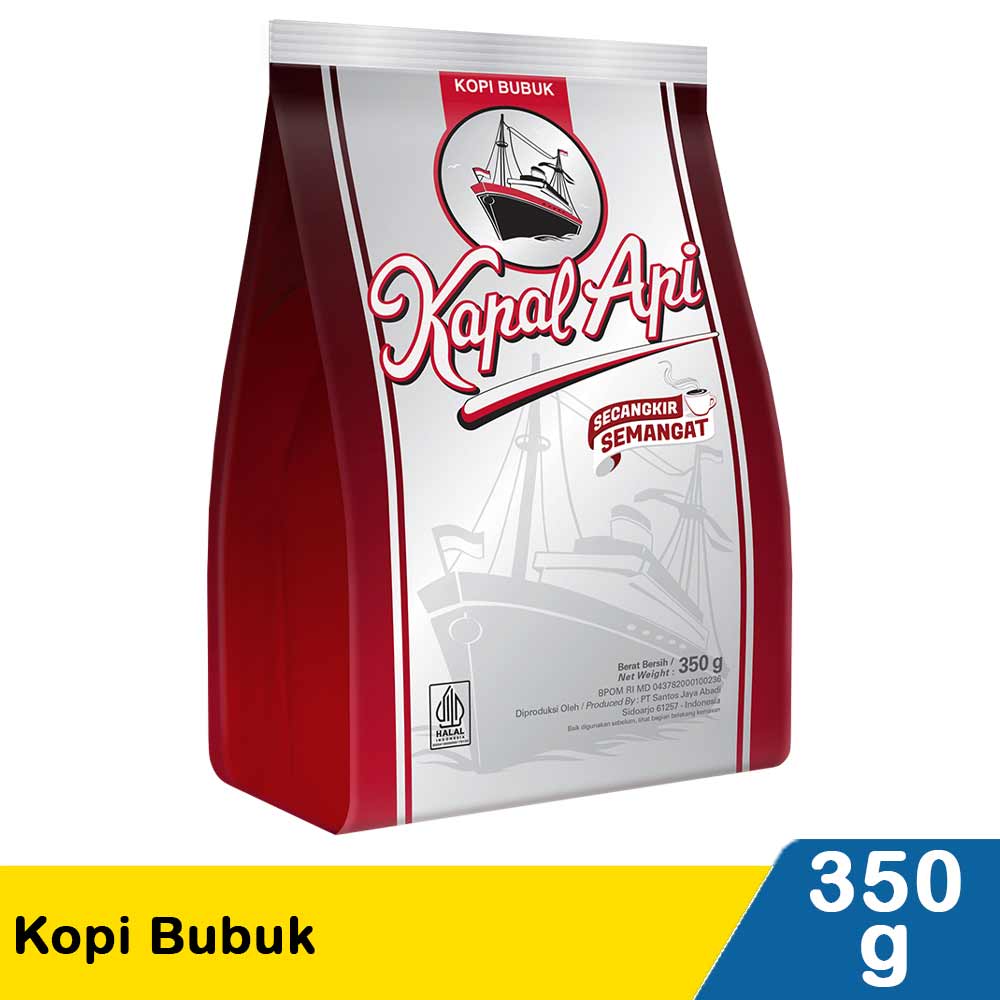 KOPI BUBUK
Kapal Api
SECANGKIR
SEMANGAT
Berat Bersih /
Net Weight : 350 g
BPOM RI MD 043782000100236
Diproduksi Oleh / Produced By : PT Santos Jaya Abadi
Sidoarjo 61257 - Indonesia
Baik digunakan sebelum, lihat bagian belakang kemasan
HALAL
INDONESIA
Kopi Bubuk
350
g